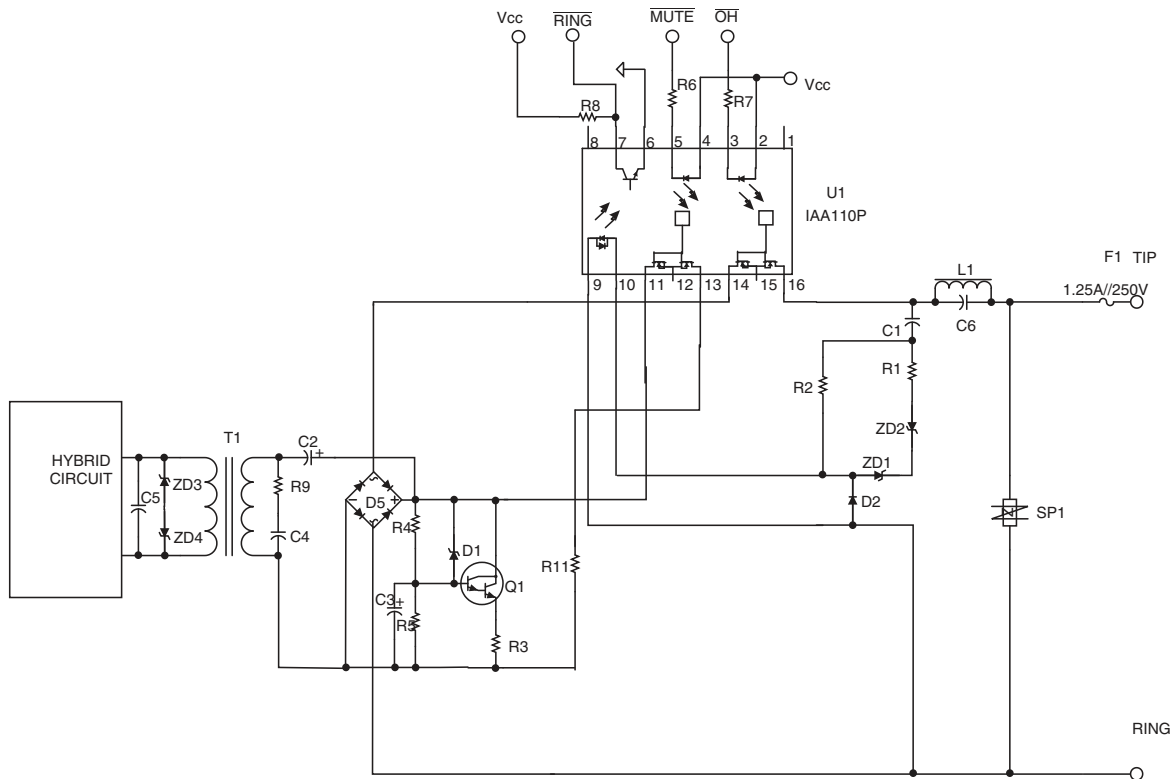 Vcc
RING
MUTE
OH
R6
R7
Vcc
R8
8
7
6
5
4
3
2
1
U1
IAA110P
9
10
11
12
13
14
15
16
F1 TIP
L1
1.25A//250V
C1
C6
R2
R1
ZD2
T1
C2
+
HYBRID
CIRCUIT
ZD3
C5
R9
ZD1
D5
+
R4
D2
SP1
ZD4
C4
D1
R11
Q1
C3
+
R5
R3
RING